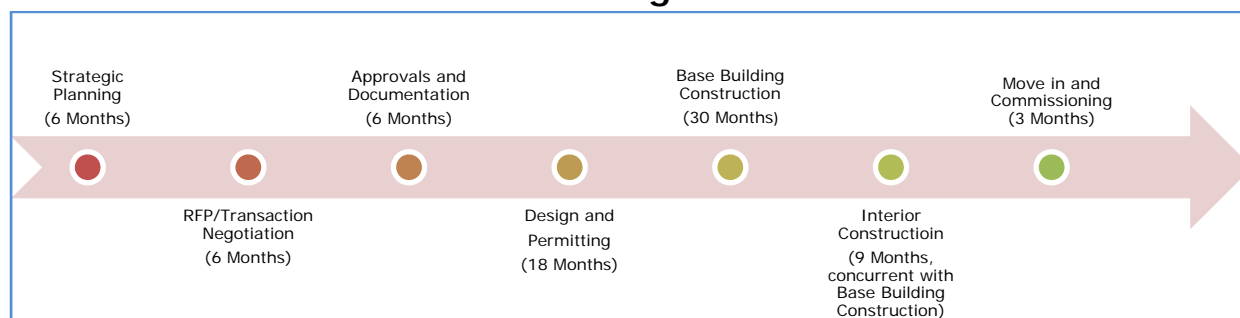 Strategic
Planning
(6 Months)
RFP/Transaction
Negotiation
(6 Months)
Approvals and
Documentation
(6 Months)
Design and
Permitting
(18 Months)
Base Building
Construction
(30 Months)
Interior
Constructioin
(9 Months,
concurrent with
Base Building
Construction)
Move in and
Commissioning
(3 Months)